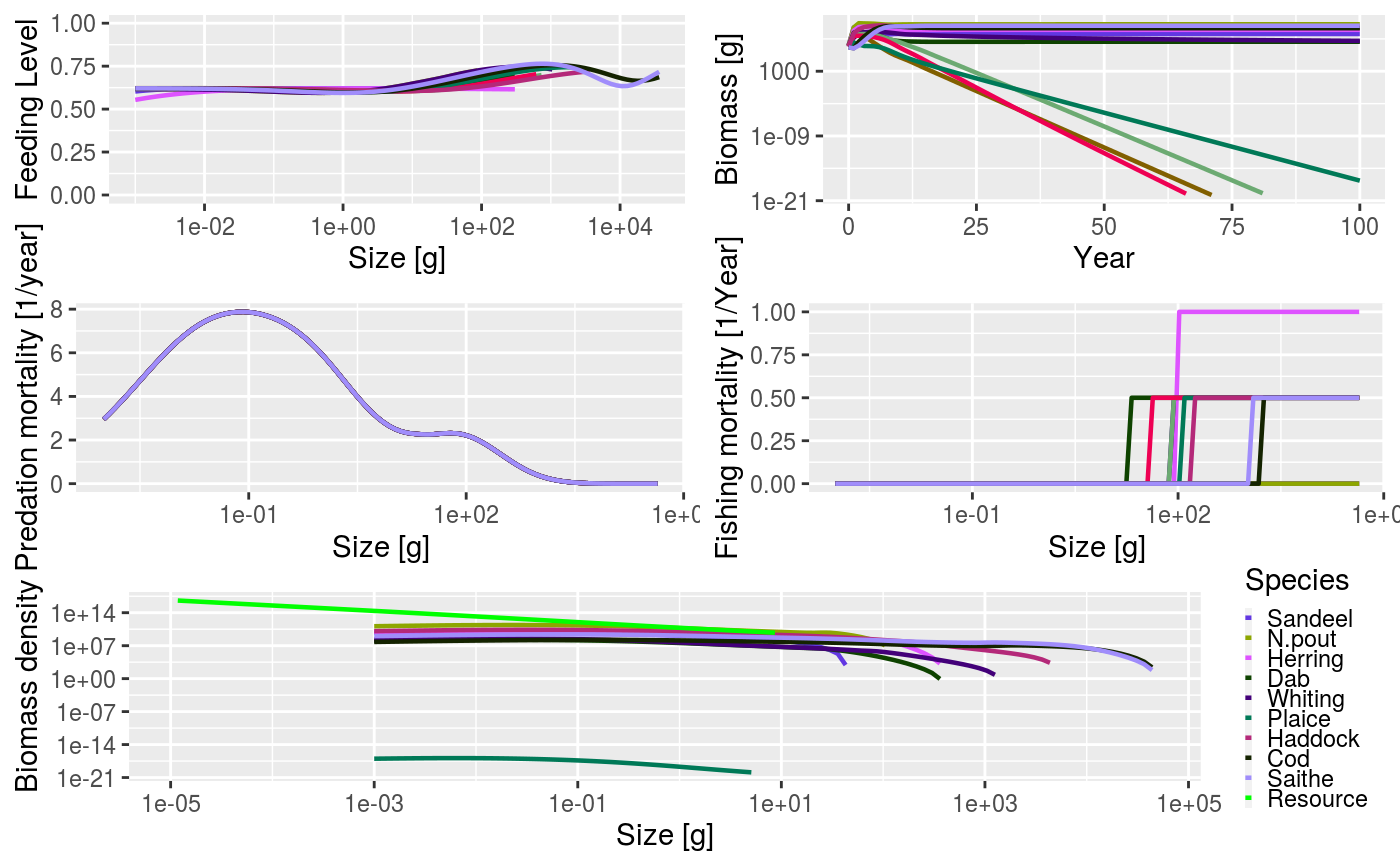 Feeding Level
1.00
0.75
0.50
0.25
0.00
1e-02 1e+00 1e+02 1e+04
Size [g]
Biomass [g]
1000
1e-09
1e-21
0 25 50 75 100
Year
Predation mortality [1/year]
8
6
4
2
0
1e-01 1e+02 1e+0
Size [g]
Fishing mortality [1/Year]
1.00
0.75
0.50
0.25
0.00
1e-01 1e+02 1e+0
Size [g]
Biomass density
1e+14
1e+07
1e+00
1e-07
1e-14
1e-21
1e-05 1e-03 1e-01 1e+01 1e+03 1e+05
Size [g]
Species
Sandeel
N.pout
Herring
Dab
Whiting
Plaice
Haddock
Cod
Saithe
Resource